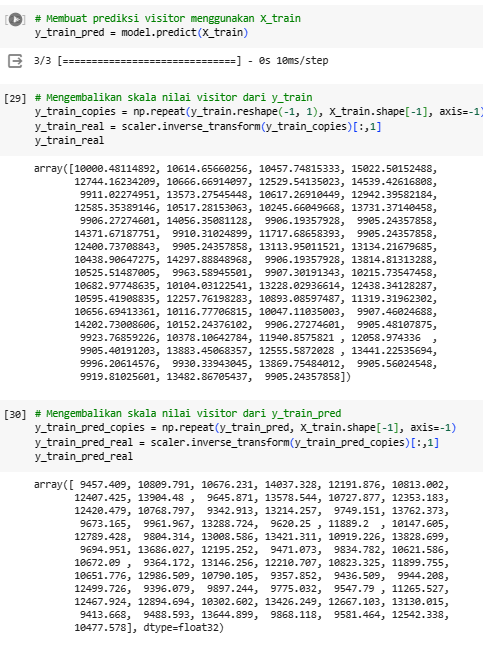 # Membuat prediksi visitor menggunakan X_train
y_train_pred = model.predict(X_train)
3/3 [==============================] - 0s 10ms/step
[29] # Mengembalikan skala nilai visitor dari y_train
y_train_copies = np.repeat(y_train.reshape(-1, 1), X_train.shape[-1], axis=-1)
y_train_real = scaler.inverse_transform(y_train_copies)[:,1]
y_train_real
array([10000.48114892, 10614.65660256, 10457.74815333, 15022.50152488,
12744.16234209, 10666.66914097, 12529.54135023, 14539.42616808,
9911.02274951, 13573.27545448, 10617.26910449, 12942.39582184,
12585.35389146, 10517.28153063, 10245.66049668, 13731.37140458,
9906.27274601, 14056.35081128, 9906.19357928, 9905.24357858,
14371.67187751, 9910.31024899, 11717.68658393, 9905.24357858,
12400.73708843, 9905.24357858, 13113.95011521, 13134.21679685,
10438.90647275, 14297.88848968, 9906.19357928, 13814.81313288,
10525.51487005, 9963.58945501, 9907.30191343, 10215.73547458,
10682.97748635, 10104.03122541, 13228.02936614, 12438.34128287,
10595.41908835, 12257.76198283, 10893.08597487, 11319.31962302,
10656.69413361, 10116.77706815, 10047.11035003, 9907.46024688,
14202.73008606, 10152.24376102, 9906.27274601, 9905.48107875,
9923.76859226, 10378.10642784, 11940.8575821 , 12058.974336 ,
9905.40191203, 13883.45068357, 12555.5872028 , 13441.22535694,
9996.20614576, 9930.33943045, 13869.75484012, 9905.56024548,
9919.81025601, 13482.86705437, 9905.24357858])
[30] # Mengembalikan skala nilai visitor dari y_train_pred
y_train_pred_copies = np.repeat(y_train_pred, X_train.shape[-1], axis=-1)
y_train_pred_real = scaler.inverse_transform(y_train_pred_copies)[:,1]
y_train_pred_real
array([ 9457.409, 10809.791, 10676.231, 14037.328, 12191.876, 10813.002,
12407.425, 13904.48 , 9645.871, 13578.544, 10727.877, 12353.183,
12420.479, 10768.797, 9342.913, 13214.257, 9749.151, 13762.373,
9673.165, 9961.967, 13288.724, 9620.25 , 11889.2 , 10147.605,
12789.428, 9804.314, 13008.586, 13421.311, 10919.226, 13828.699,
9694.951, 13686.027, 12195.252, 9471.073, 9834.782, 10621.586,
10672.09 , 9364.172, 13146.256, 12210.707, 10823.325, 11899.755,
10651.776, 12986.509, 10790.105, 9357.852, 9436.509, 9944.208,
12499.726, 9396.079, 9897.244, 9775.032, 9547.79 , 11265.527,
12467.924, 12894.694, 10302.602, 13426.249, 12667.103, 13130.015,
9413.668, 9488.593, 13644.899, 9868.118, 9581.464, 12542.338,
10477.578], dtype=float32)